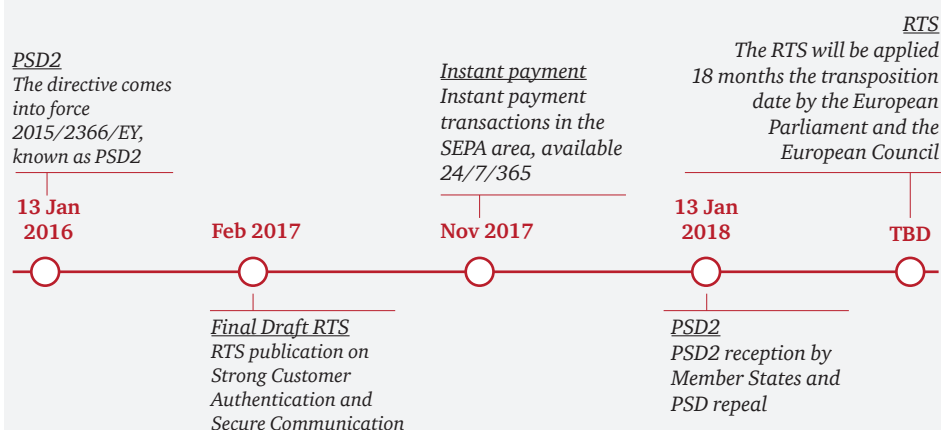 PSD2
The directive comes
into force
2015/2366/EY,
known as PSD2
13 Jan
2016
Feb 2017
Final Draft RTS
RTS publication on
Strong Customer
Authentication and
Secure Communication
Instant payment
Instant payment
transactions in the
SEPA area, available
24/7/365
Nov 2017
13 Jan
2018
PSD2
PSD2 reception by
Member States and
PSD repeal
RTS
The RTS will be applied
18 months the transposition
date by the European
Parliament and the
European Council
TBD